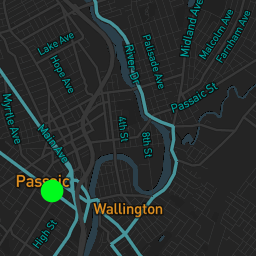 Lake Ave
Hope Ave
River Dr
Palisade Ave
Midland Ave
Malcolm Ave
Farnham Ave
Passaic St
Myrtle Ave
Main Ave
4th St
8th St
Passaic
Wallington
High St